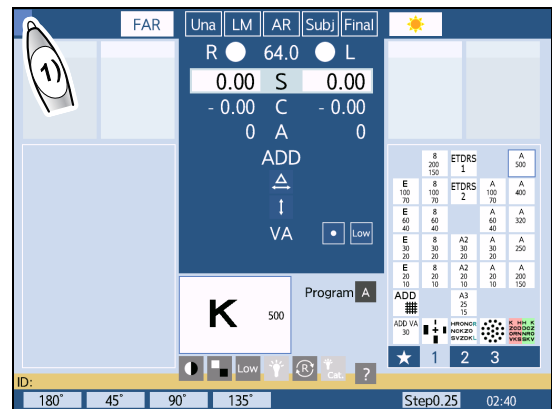 FAR Una LM AR Subj Final
1)
R 64.0 L
0.00 S 0.00
- 0.00 C - 0.00
0 A 0
ADD
VA Low
K 500
Program A
Low R Cat. ?
8 200 150
ETDRS 1
A 500
E 100 70
8 100 70
ETDRS 2
A 100 70
A 400
E 60 40
8 60 40
A 60 40
A 320
E 30 20
8 30 20
A2 30 20
A 30 20
A 250
E 20 10
8 20 10
A2 20 10
A 20 10
A 200 150
ADD
A3 25 15
ADD VA 30
NCKZO
SVZDKL
1 2 3
ID:
180° 45° 90° 135° Step0.25 02:40